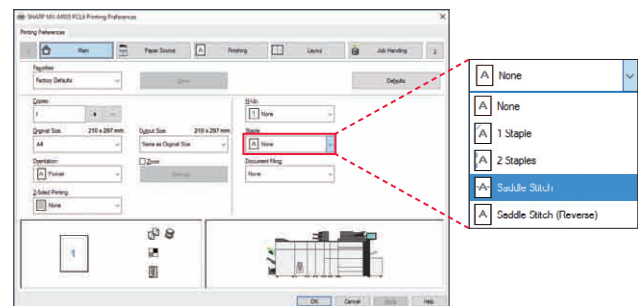 SHARP MX-M1205 PCL6 Printing Preferences
Printing Preferences
Main Paper Source Finishing Layout Job Handling
Favorites:
Factory Defaults Save Defaults
Copies: N-Up:
1 1 None
Original Size: 210 x 297 mm. Output Size: 210 x 297 mm. Staple:
A4 Same as Original Size A None
Orientation: Zoom Document Filing:
A Portrait Settings None
2-Sided Printing:
None
1
OK Cancel Apply Help
A None
A None
A 1 Staple
A 2 Staples
A Saddle Stitch
A Saddle Stitch (Reverse)